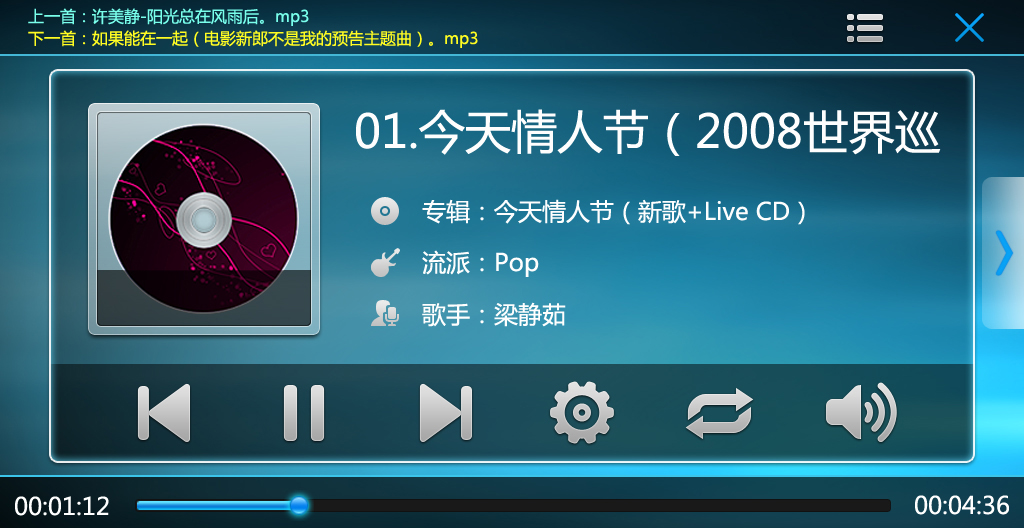 上一首：许美静-阳光总在风雨后。mp3
下一首：如果能在一起（电影新郎不是我的预告主题曲）。mp3
01.今天情人节（2008世界巡
专辑：今天情人节（新歌+Live CD）
流派：Pop
歌手：梁静茹
00:01:12
00:04:36